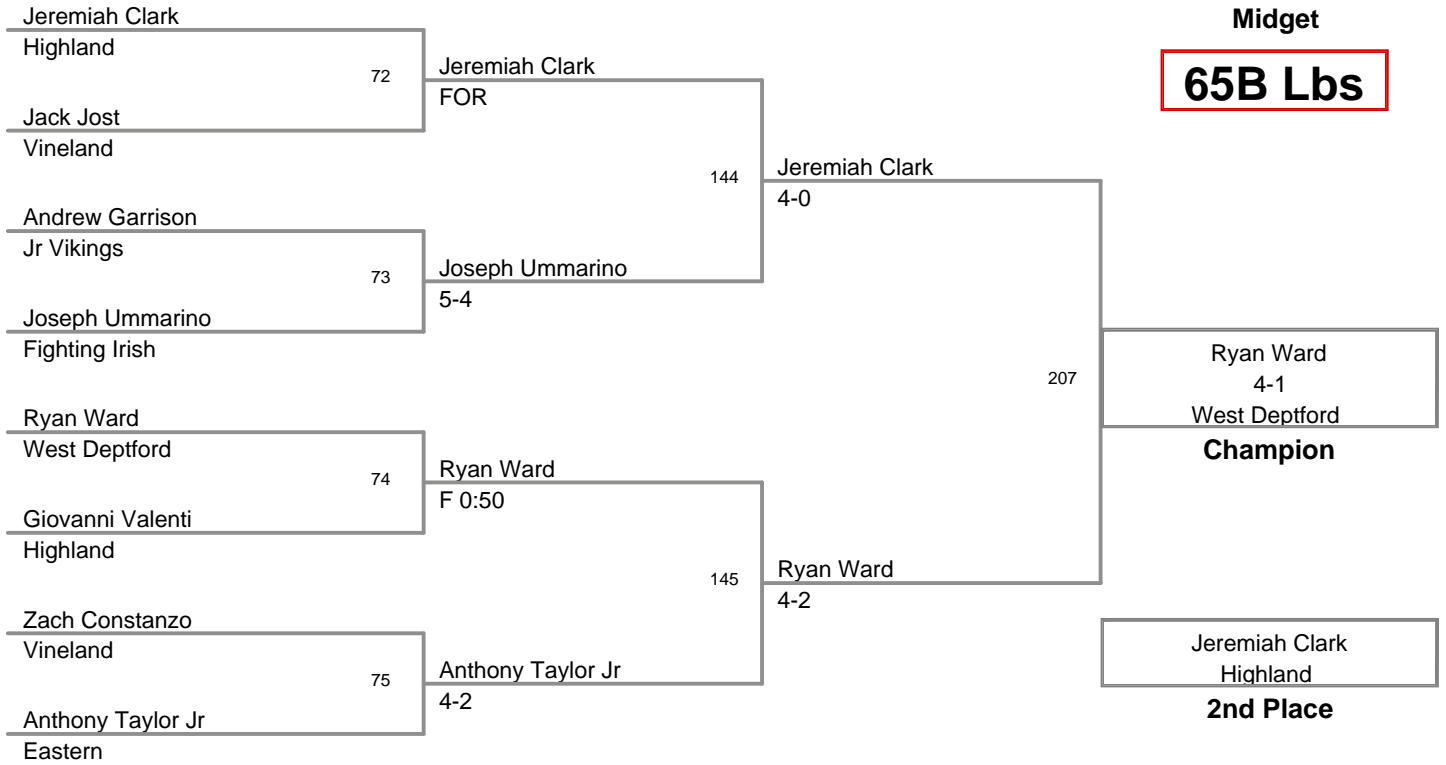 Jeremiah Clark
Highland
72
Jack Jost
Vineland
Andrew Garrison
Jr Vikings
73
Joseph Ummarino
Fighting Irish
Ryan Ward
West Deptford
74
Giovanni Valenti
Highland
Zach Constanzo
Vineland
75
Anthony Taylor Jr
Eastern
Jeremiah Clark
FOR
144
Joseph Ummarino
5-4
Ryan Ward
F 0:50
145
Anthony Taylor Jr
4-2
Jeremiah Clark
4-0
207
Ryan Ward
4-2
Midget
65B Lbs
Ryan Ward
4-1
West Deptford
Champion
Jeremiah Clark
Highland
2nd Place